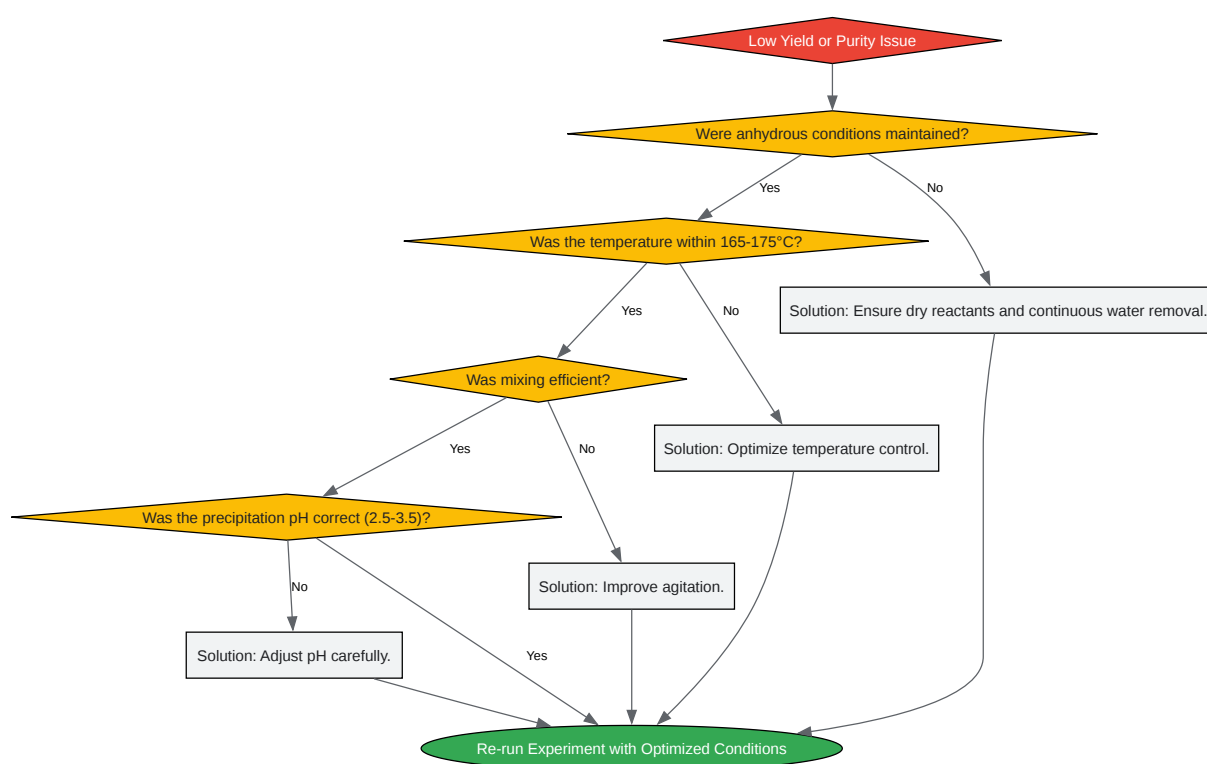 Low Yield or Purity Issue
Were anhydrous conditions maintained?
Yes
No
Was the temperature within 165-175°C?
Solution: Ensure dry reactants and continuous water removal.
Yes
No
Was mixing efficient?
Solution: Optimize temperature control.
Yes
No
Was the precipitation pH correct (2.5-3.5)?
Solution: Improve agitation.
No
Solution: Adjust pH carefully.
Yes
Re-run Experiment with Optimized Conditions